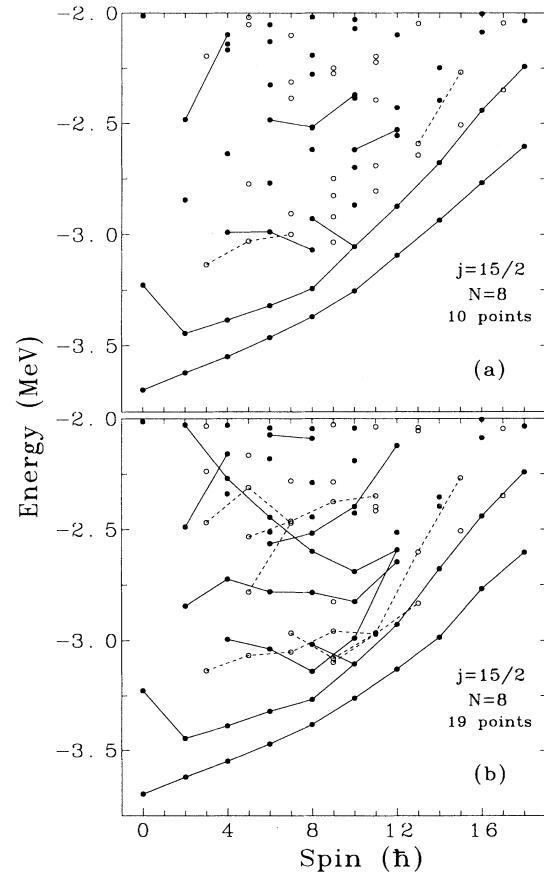 −2.0
−2.5
−3.0
−3.5
j=15/2
N=8
10 points
(a)
Energy (MeV)
−2.0
−2.5
−3.0
−3.5
j=15/2
N=8
19 points
(b)
0 4 8 12 16
Spin (ħ)